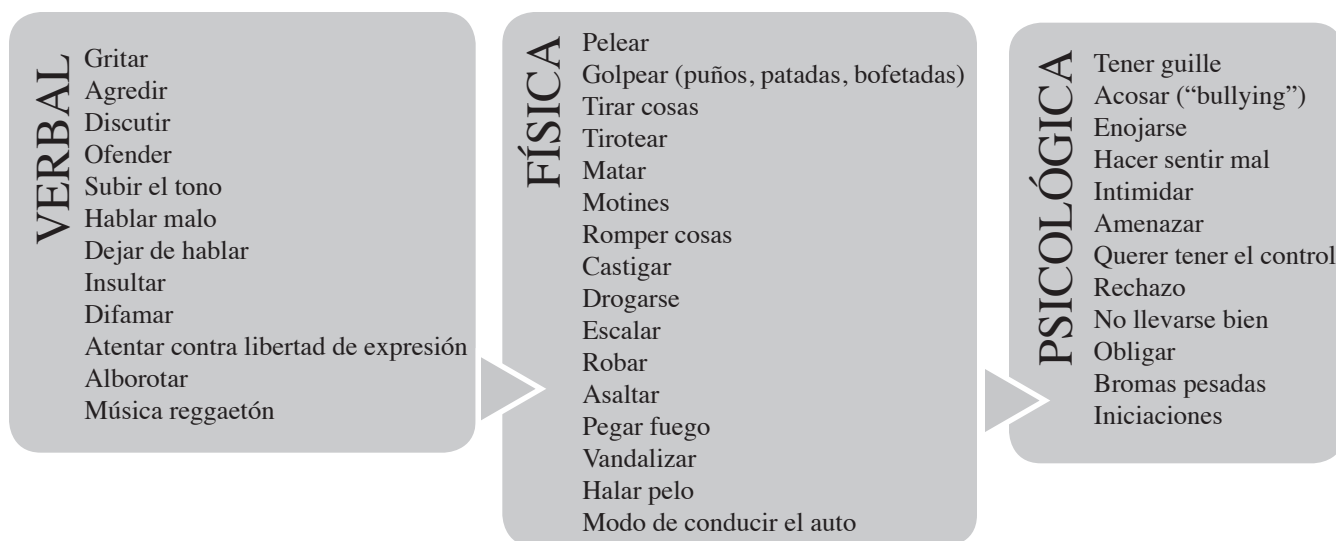 VERBAL
Gritar
Agredir
Discutir
Ofender
Subir el tono
Hablar malo
Dejar de hablar
Insultar
Difamar
Atentar contra libertad de expresión
Alborotar
Música reggaetón
FÍSICA
Pelear
Golpear (puños, patadas, bofetadas)
Tirar cosas
Tirotear
Matar
Motines
Romper cosas
Castigar
Drogarse
Escalar
Robar
Asaltar
Pegar fuego
Vandalizar
Halar pelo
Modo de conducir el auto
PSICOLÓGICA
Tener guille
Acosar (“bullying”)
Enojarse
Hacer sentir mal
Intimidar
Amenazar
Querer tener el control
Rechazo
No llevarse bien
Obligar
Bromas pesadas
Iniciaciones